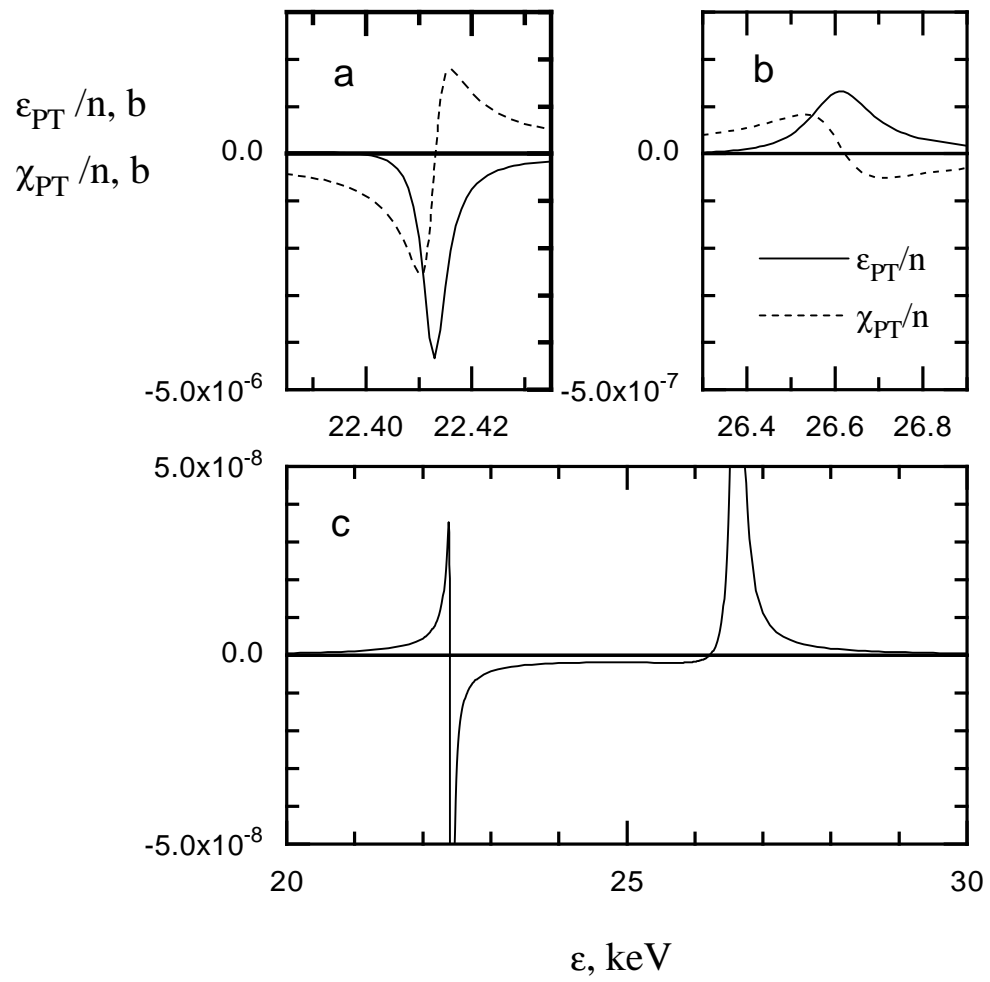 a
b
ε_PT /n, b
χ_PT /n, b
0.0
0.0
ε_PT/n
χ_PT/n
-5.0x10^-6
-5.0x10^-7
22.40 22.42
26.4 26.6 26.8
5.0x10^-8
c
0.0
-5.0x10^-8
20 25 30
ε, keV